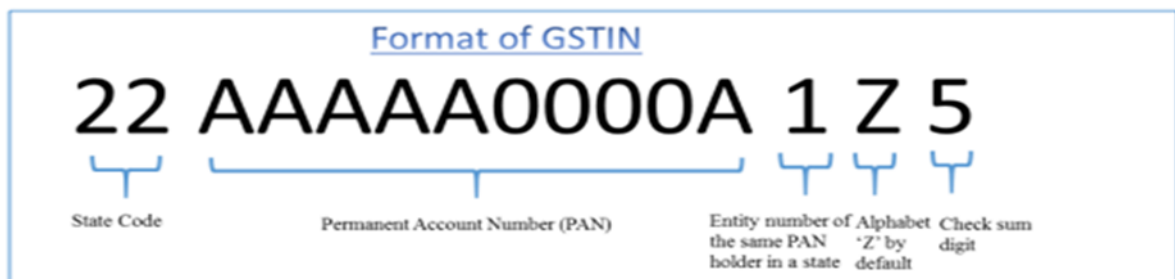 Format of GSTIN
22 AAAAA0000A 1 Z 5
State Code
Permanent Account Number (PAN)
Entity number of
the same PAN
holder in a state
Alphabet
'Z' by
default
Check sum
digit